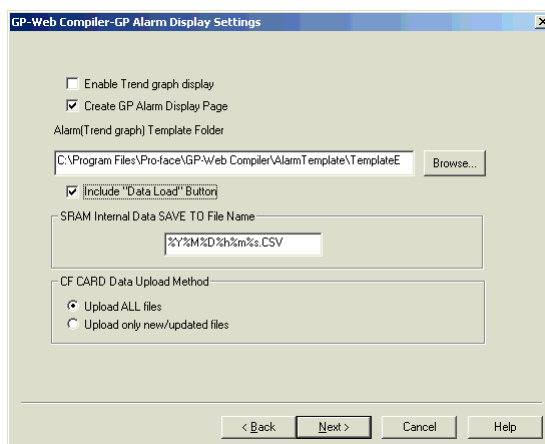 GP-Web Compiler-GP Alarm Display Settings
Enable Trend graph display
Create GP Alarm Display Page
Alarm(Trend graph) Template Folder
C:\Program Files\Pro-face\GP-Web Compiler\AlarmTemplate\TemplateE
Browse...
Include "Data Load" Button
SRAM Internal Data SAVE TO File Name
%Y%M%D%h%m%s.CSV
CF CARD Data Upload Method
Upload ALL files
Upload only new/updated files
< Back Next > Cancel Help